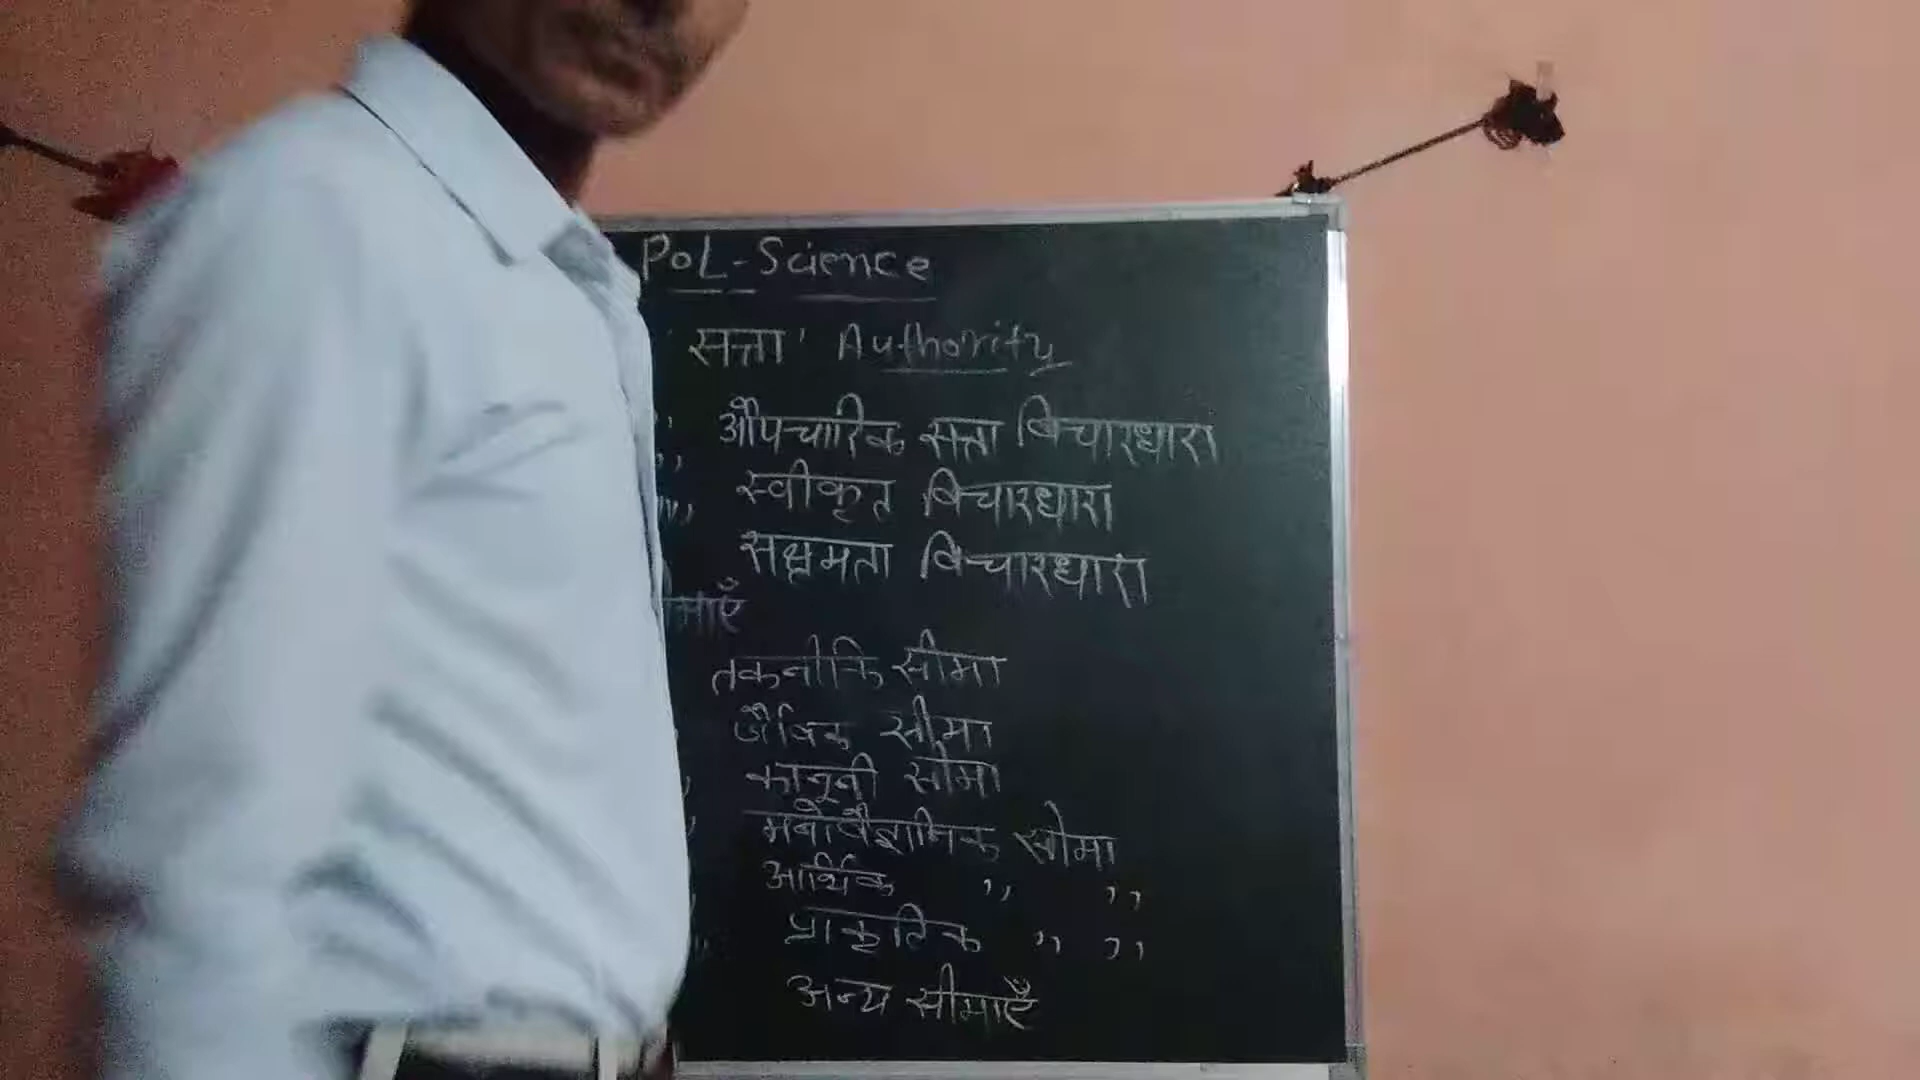 PoL-Science
'सत्ता' Authority
औपचारिक सत्ता विचारधारा
स्वीकृत विचारधारा
सक्षमता विचारधारा
माएँ
तकनीकि सीमा
जैविक सीमा
कानूनी सीमा
मनोवैज्ञानिक सीमा
आर्थिक ,, ,,
प्राकृतिक ,, ,,
अन्य सीमाएँ